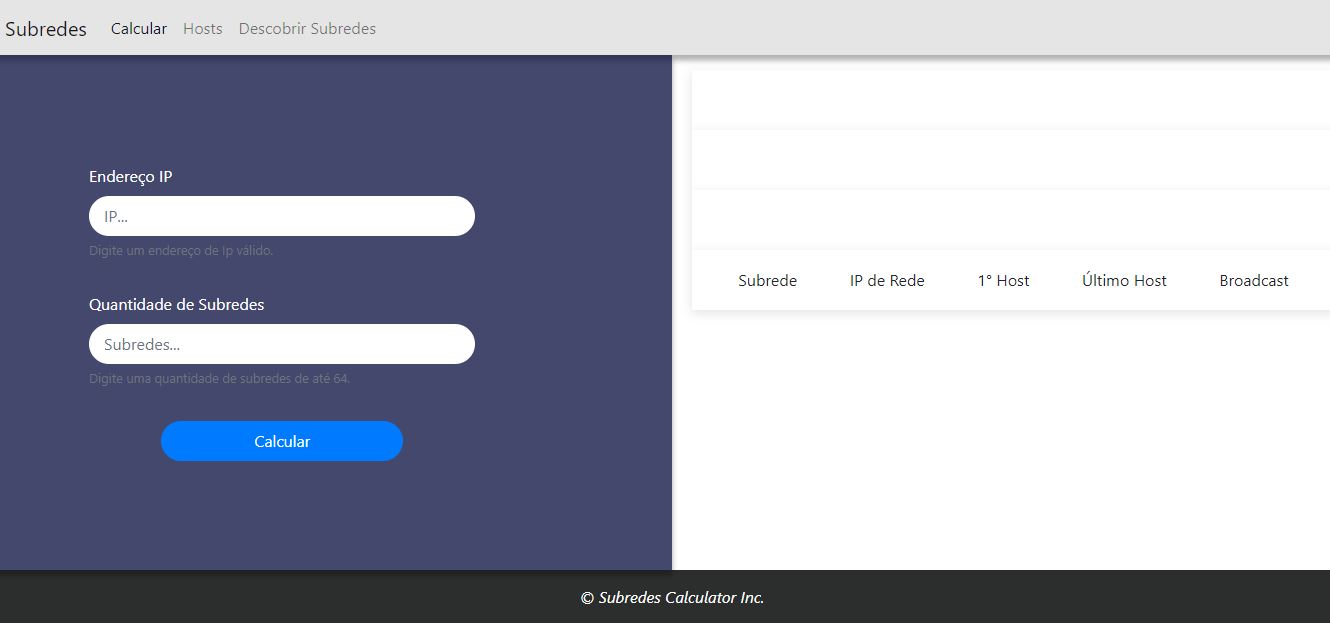 Subredes Calcular Hosts Descobrir Subredes
Endereço IP
IP...
Digite um endereço de Ip válido.
Quantidade de Subredes
Subredes...
Digite uma quantidade de subredes de até 64.
Calcular
Subrede IP de Rede 1° Host Último Host Broadcast
© Subredes Calculator Inc.